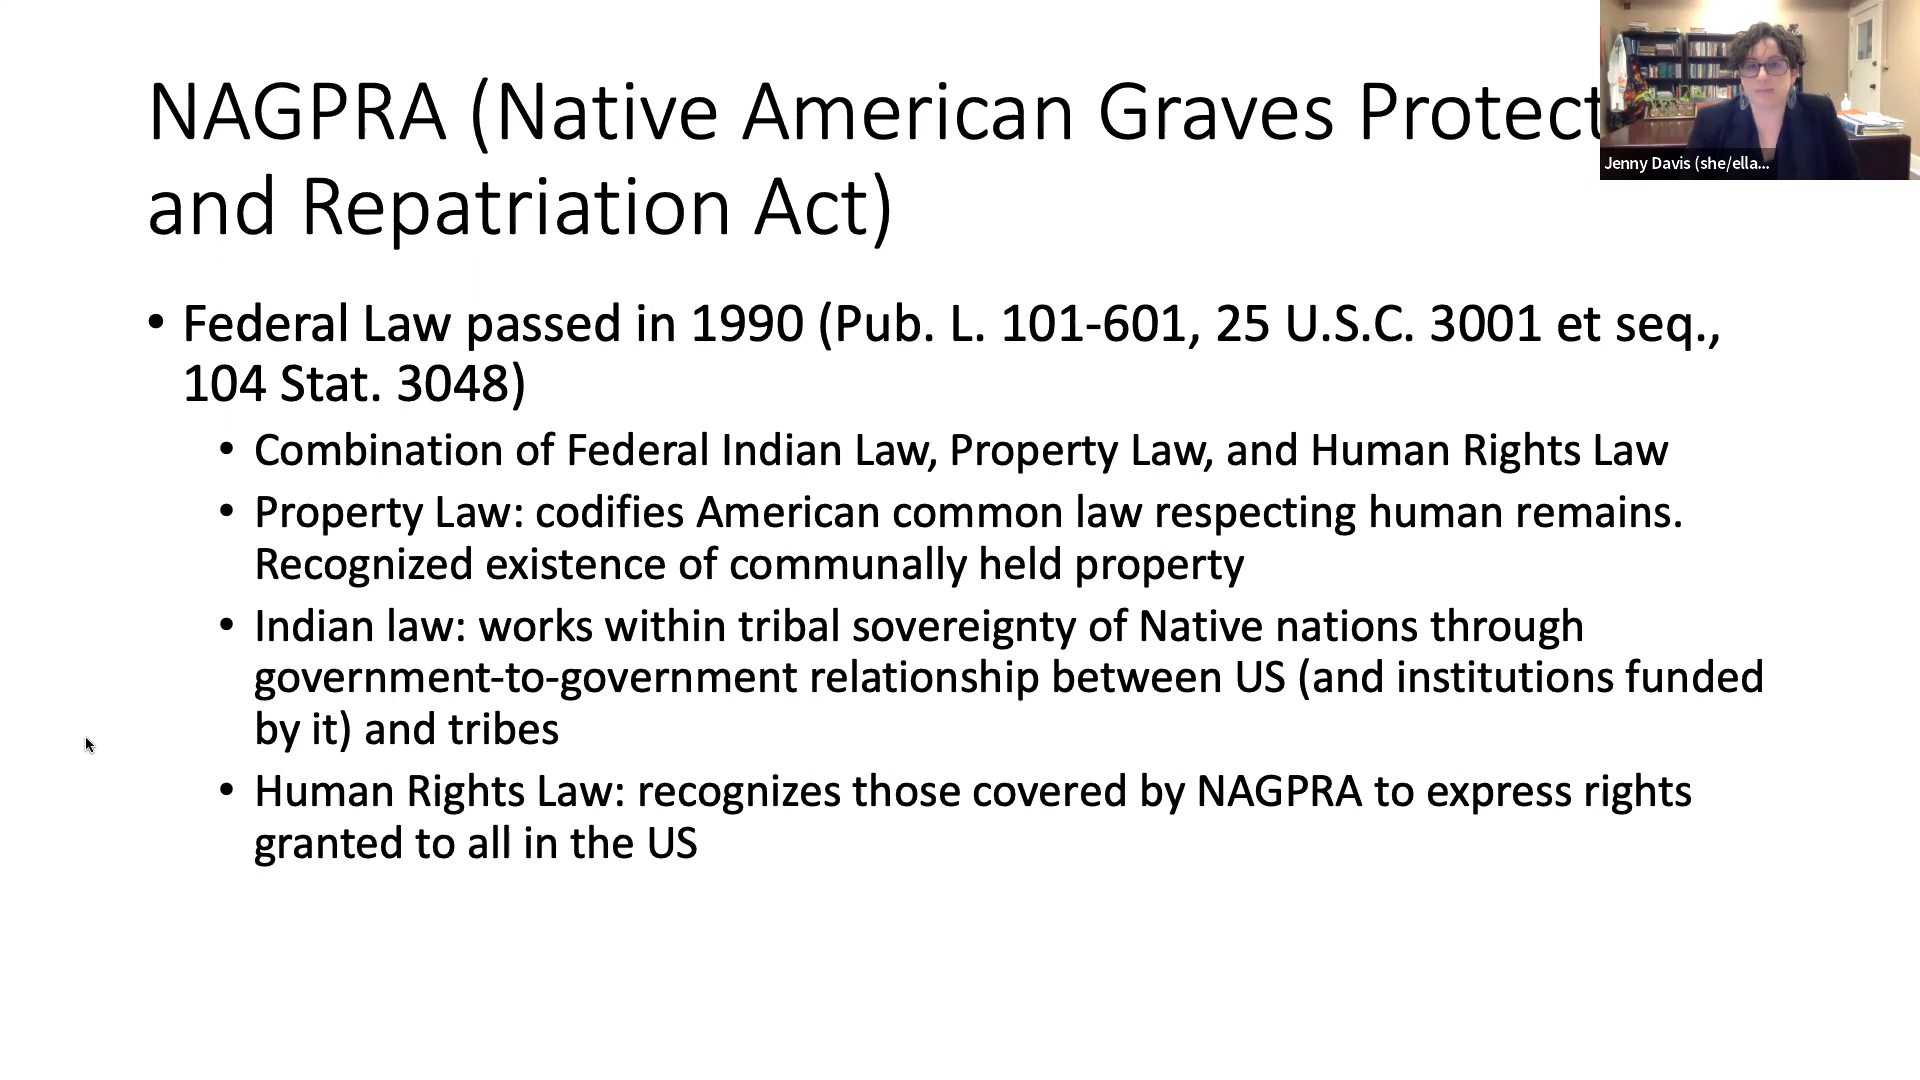 NAGPRA (Native American Graves Protect
and Repatriation Act)
• Federal Law passed in 1990 (Pub. L. 101-601, 25 U.S.C. 3001 et seq.,
104 Stat. 3048)
• Combination of Federal Indian Law, Property Law, and Human Rights Law
• Property Law: codifies American common law respecting human remains.
Recognized existence of communally held property
• Indian law: works within tribal sovereignty of Native nations through
government-to-government relationship between US (and institutions funded
by it) and tribes
• Human Rights Law: recognizes those covered by NAGPRA to express rights
granted to all in the US
Jenny Davis (she/ella...